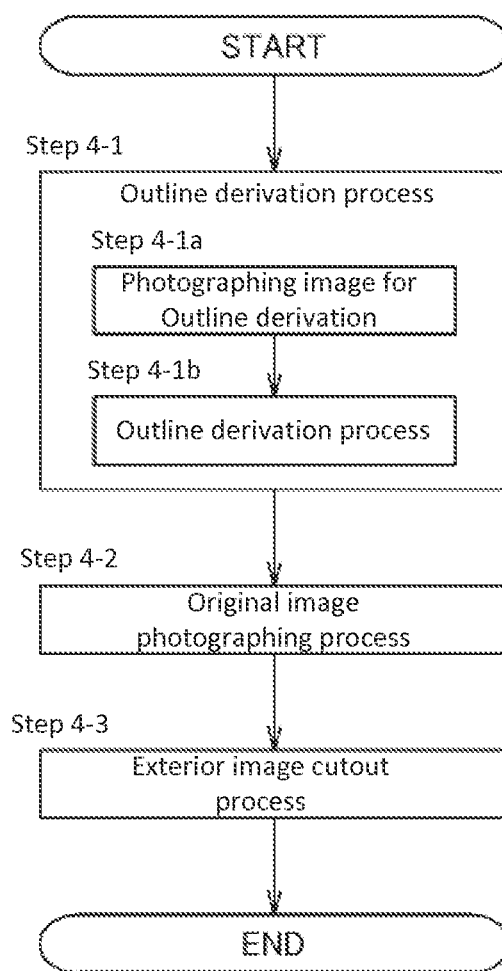 START
Step 4-1
Outline derivation process
Step 4-1a
Photographing image for
Outline derivation
Step 4-1b
Outline derivation process
Step 4-2
Original image
photographing process
Step 4-3
Exterior image cutout
process
END